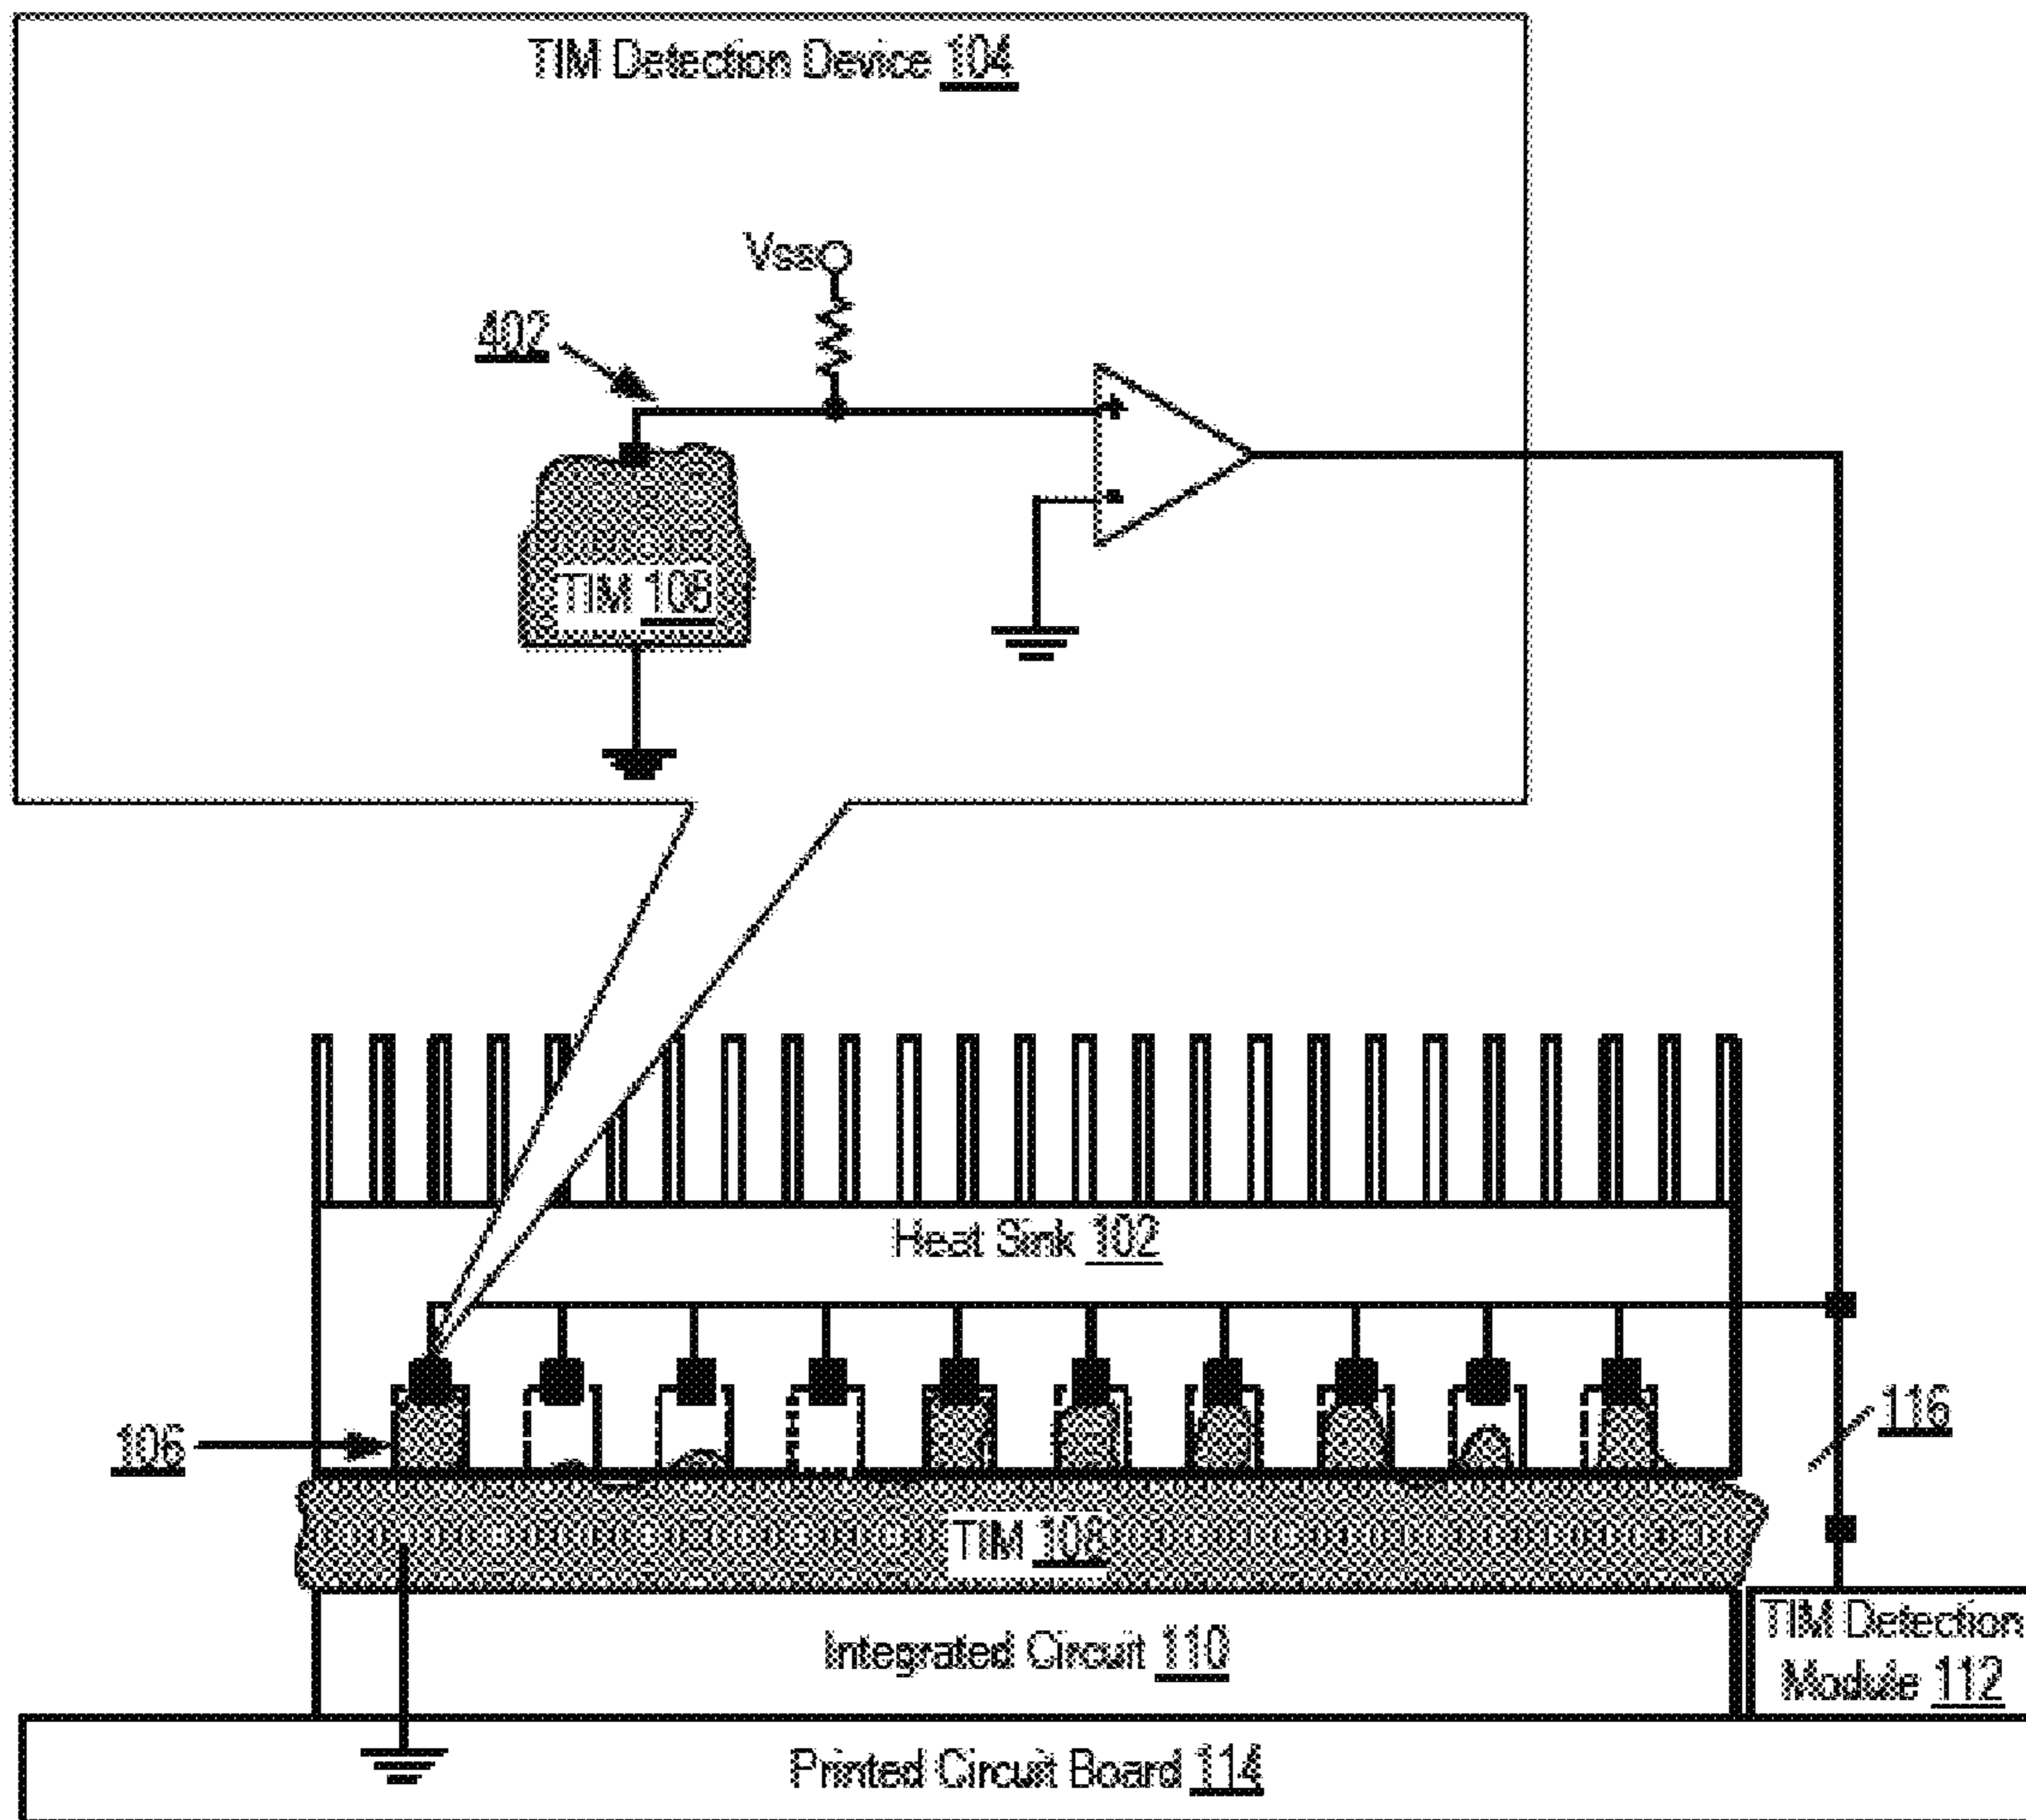 TIM Detection Device 104
Vss
402
+
-
TIM 108
Heat Sink 102
106
116
TIM 108
Integrated Circuit 110
TIM Detection
Module 112
Printed Circuit Board 114